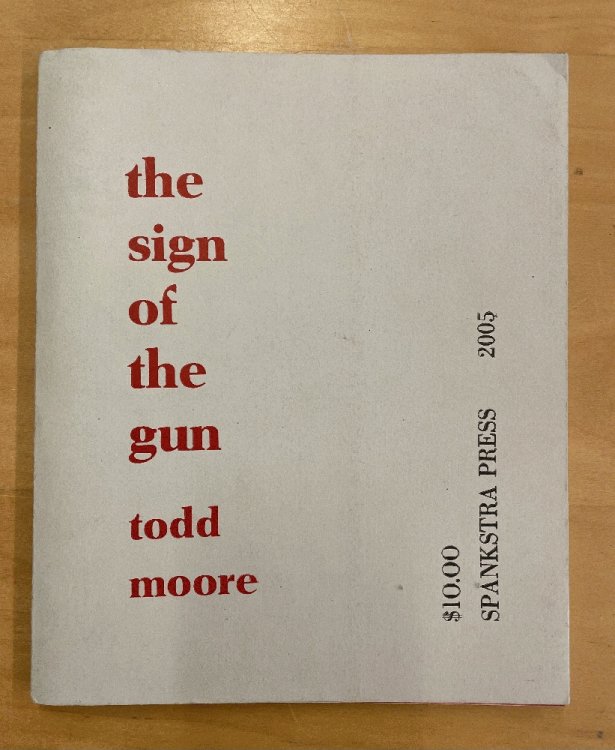 the
sign
of
the
gun
todd
moore
$10.00
SPANKSTRA PRESS 2005